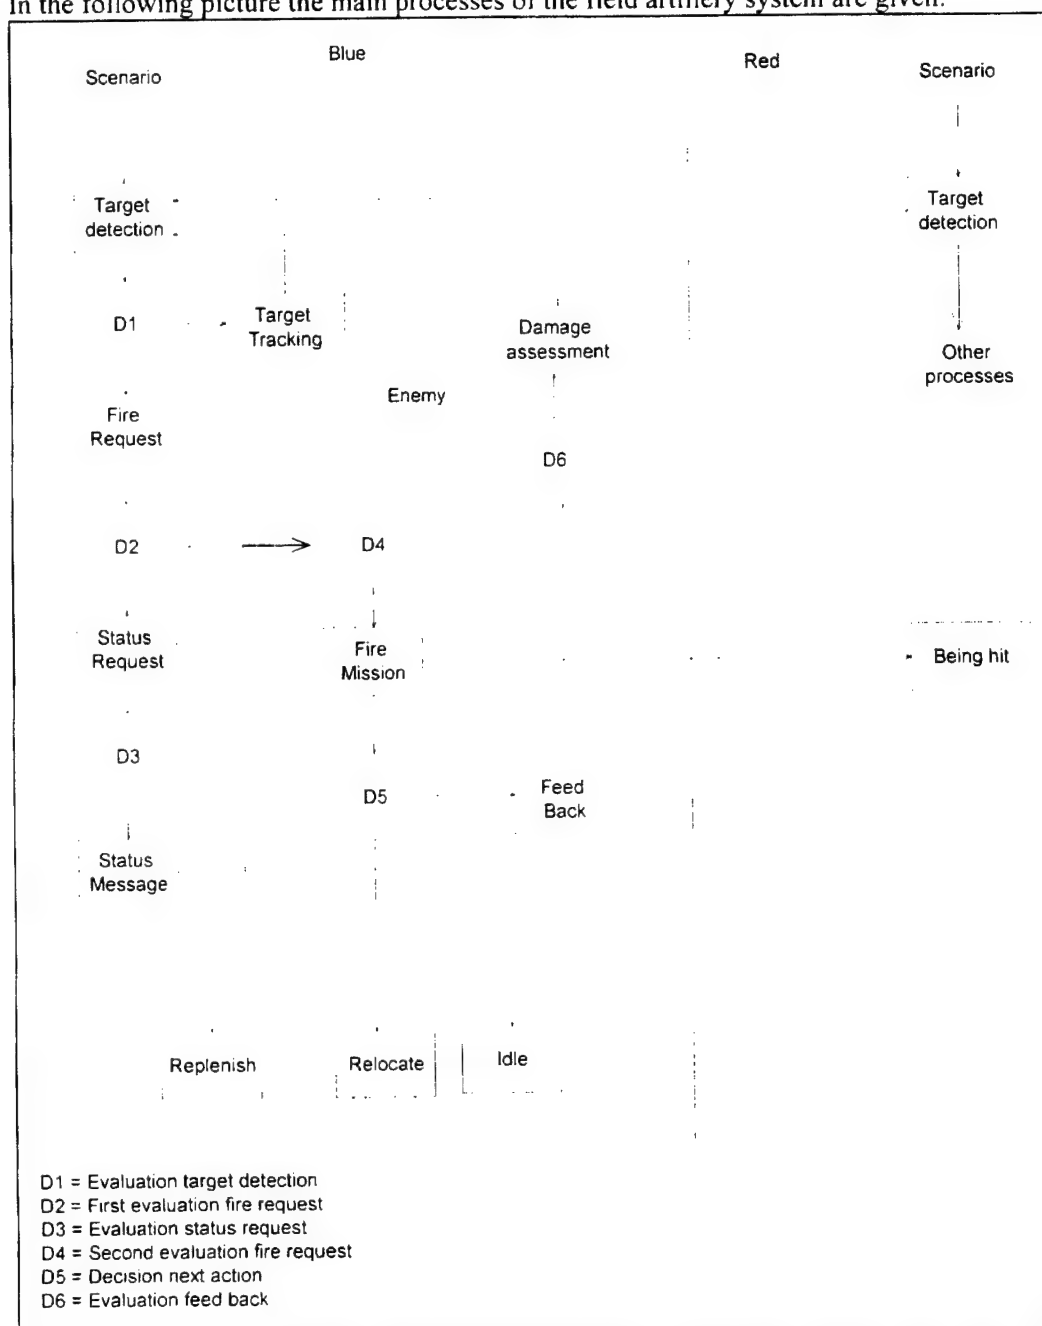 In the following picture the main processes of the field artillery system are given:
Blue
Red
Scenario
Scenario
Target
detection
Target
detection
D1
Target
Tracking
Damage
assessment
Other
processes
Enemy
Fire
Request
D6
D2
D4
Status
Request
Fire
Mission
Being hit
D3
D5
Feed
Back
Status
Message
Replenish
Relocate
Idle
D1 = Evaluation target detection
D2 = First evaluation fire request
D3 = Evaluation status request
D4 = Second evaluation fire request
D5 = Decision next action
D6 = Evaluation feed back